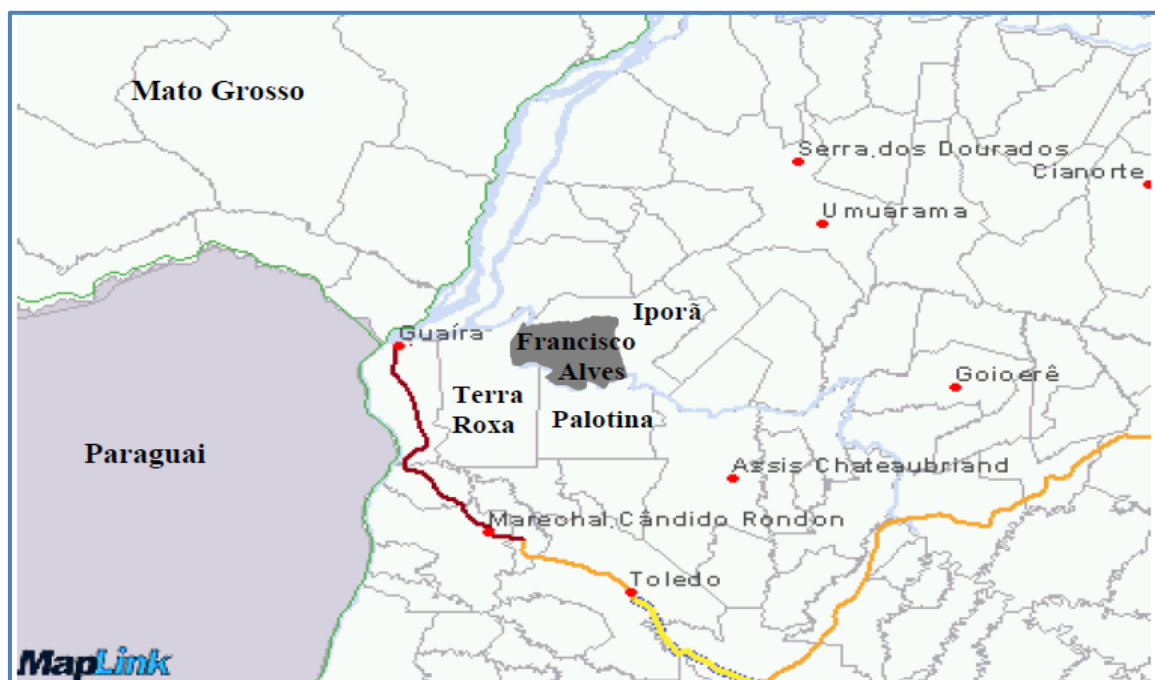 Mato Grosso
Serra.dos Dourados
Cianorte
Umuarama
Iporã
Guaíra
Francisco
Alves
Goioerê
Terra
Roxa
Palotina
Paraguai
Assis Chateaubriand
Marechal.Cândido Rondon
Toledo
MapLink